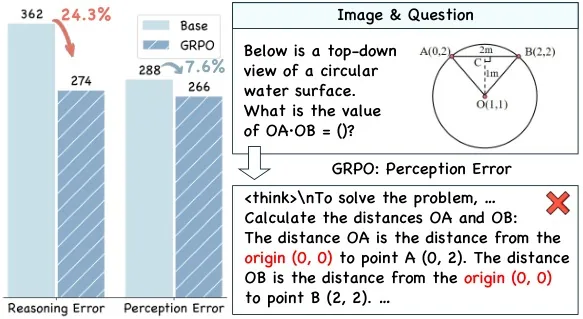 362
24.3%
274
Base
GRPO
288
7.6%
266
Reasoning Error
Perception Error
Image & Question
Below is a top-down
view of a circular
water surface.
What is the value
of OA·OB = ()?
A(0,2)
2m
B(2,2)
C
1m
O(1,1)
GRPO: Perception Error
<think>\nTo solve the problem, ...
Calculate the distances OA and OB:
The distance OA is the distance from the
origin (0, 0) to point A (0, 2). The distance
OB is the distance from the origin (0, 0)
to point B (2, 2). ...